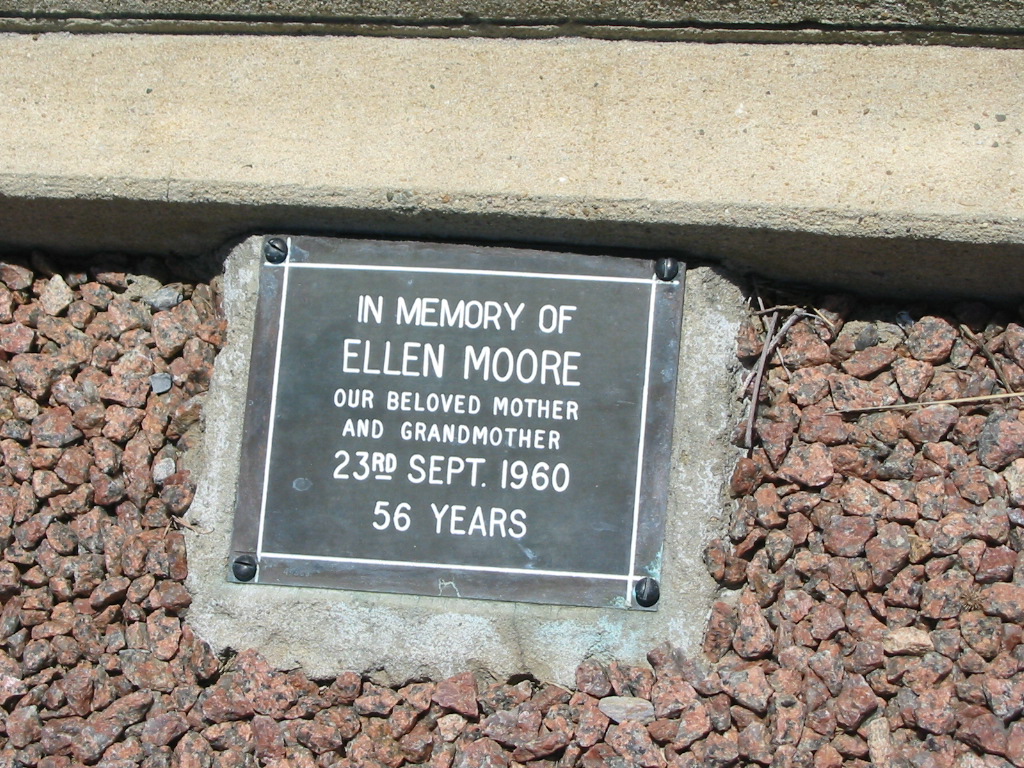 IN MEMORY OF
ELLEN MOORE
OUR BELOVED MOTHER
AND GRANDMOTHER
23RD SEPT. 1960
56 YEARS